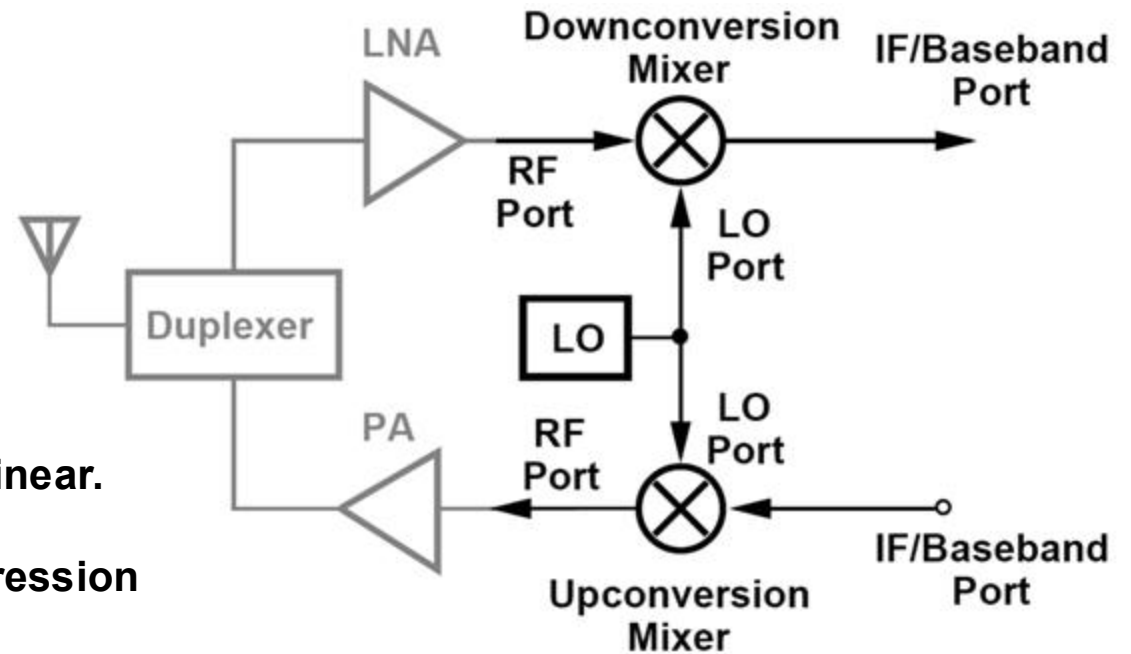 LNA
Downconversion
Mixer
IF/Baseband
Port
RF
Port
LO
Port
Duplexer
LO
PA
RF
Port
LO
Port
inear.
ression
IF/Baseband
Port
Upconversion
Mixer